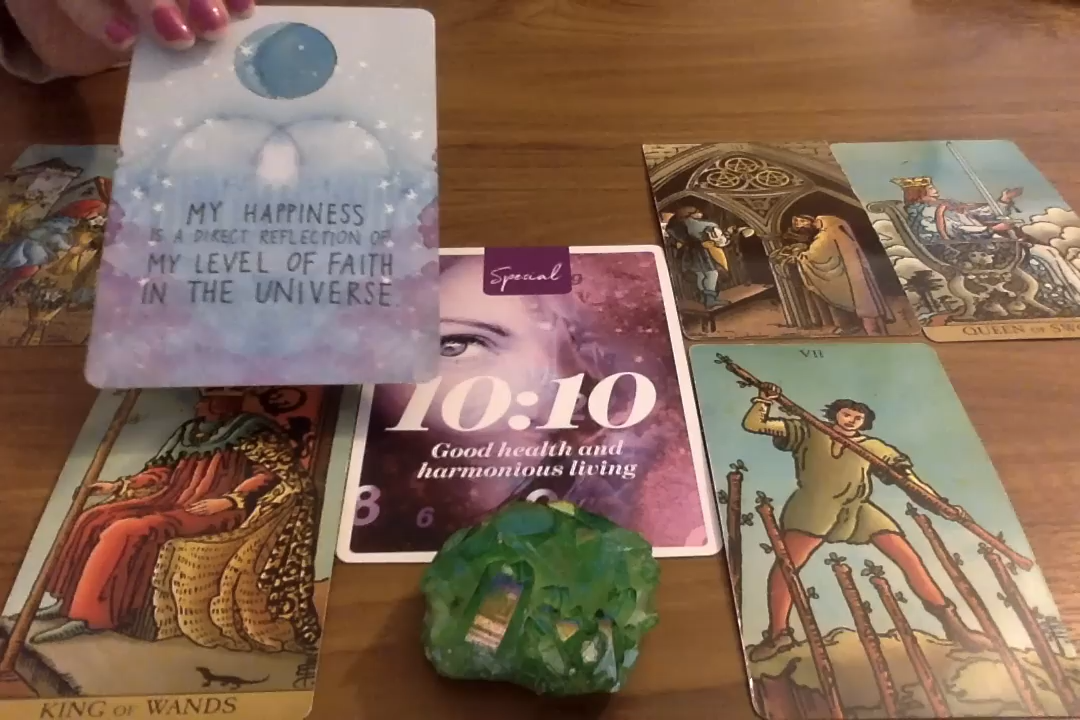 MY HAPPINESS
IS A DIRECT REFLECTION OF
MY LEVEL OF FAITH
IN THE UNIVERSE
Special
10:10
Good health and
harmonious living
8
6
QUEEN OF SWO
VII
KING OF WANDS